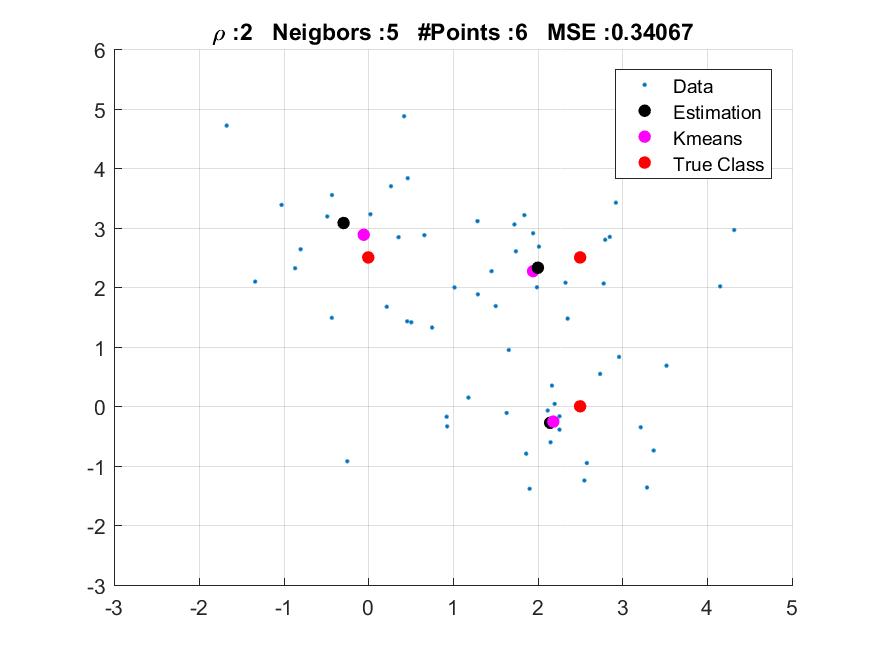 ρ :2 Neigbors :5 #Points :6 MSE :0.34067
6
5
4
3
2
1
0
-1
-2
-3
-3 -2 -1 0 1 2 3 4 5
Data
Estimation
Kmeans
True Class